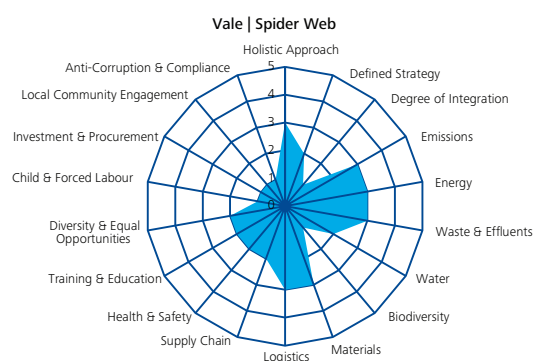 Vale | Spider Web
Holistic Approach
Defined Strategy
Degree of Integration
Emissions
Energy
Waste & Effluents
Water
Biodiversity
Materials
Logistics
Supply Chain
Health & Safety
Training & Education
Diversity & Equal
Opportunities
Child & Forced Labour
Investment & Procurement
Local Community Engagement
Anti-Corruption & Compliance
5
4
3
2
1
0